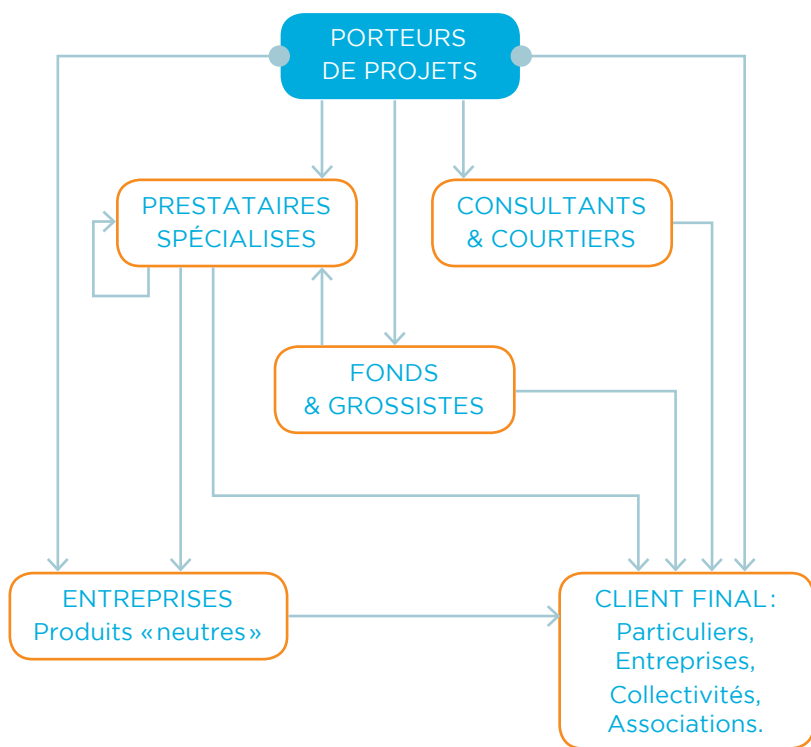 PORTEURS
DE PROJETS
PRESTATAIRES
SPÉCIALISES
CONSULTANTS
& COURTIERS
FONDS
& GROSSISTES
ENTREPRISES
Produits «neutres»
CLIENT FINAL:
Particuliers,
Entreprises,
Collectivités,
Associations.